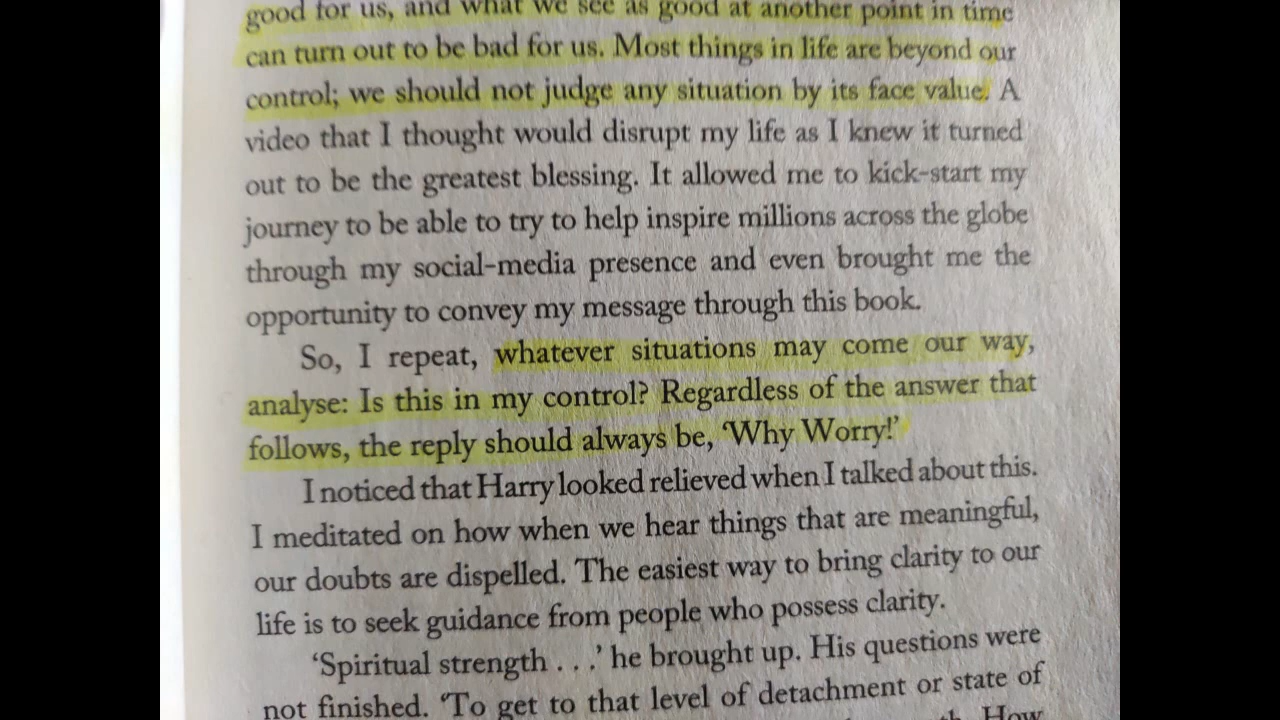 good for us, and what we see as good at another point in time
can turn out to be bad for us. Most things in life are beyond our
control; we should not judge any situation by its face value. A
video that I thought would disrupt my life as I knew it turned
out to be the greatest blessing. It allowed me to kick-start my
journey to be able to try to help inspire millions across the globe
through my social-media presence and even brought me the
opportunity to convey my message through this book.
So, I repeat, whatever situations may come our way,
analyse: Is this in my control? Regardless of the answer that
follows, the reply should always be, ‘Why Worry!’
I noticed that Harry looked relieved when I talked about this.
I meditated on how when we hear things that are meaningful,
our doubts are dispelled. The easiest way to bring clarity to our
life is to seek guidance from people who possess clarity.
‘Spiritual strength . . .’ he brought up. His questions were
not finished. ‘To get to that level of detachment or state of
How